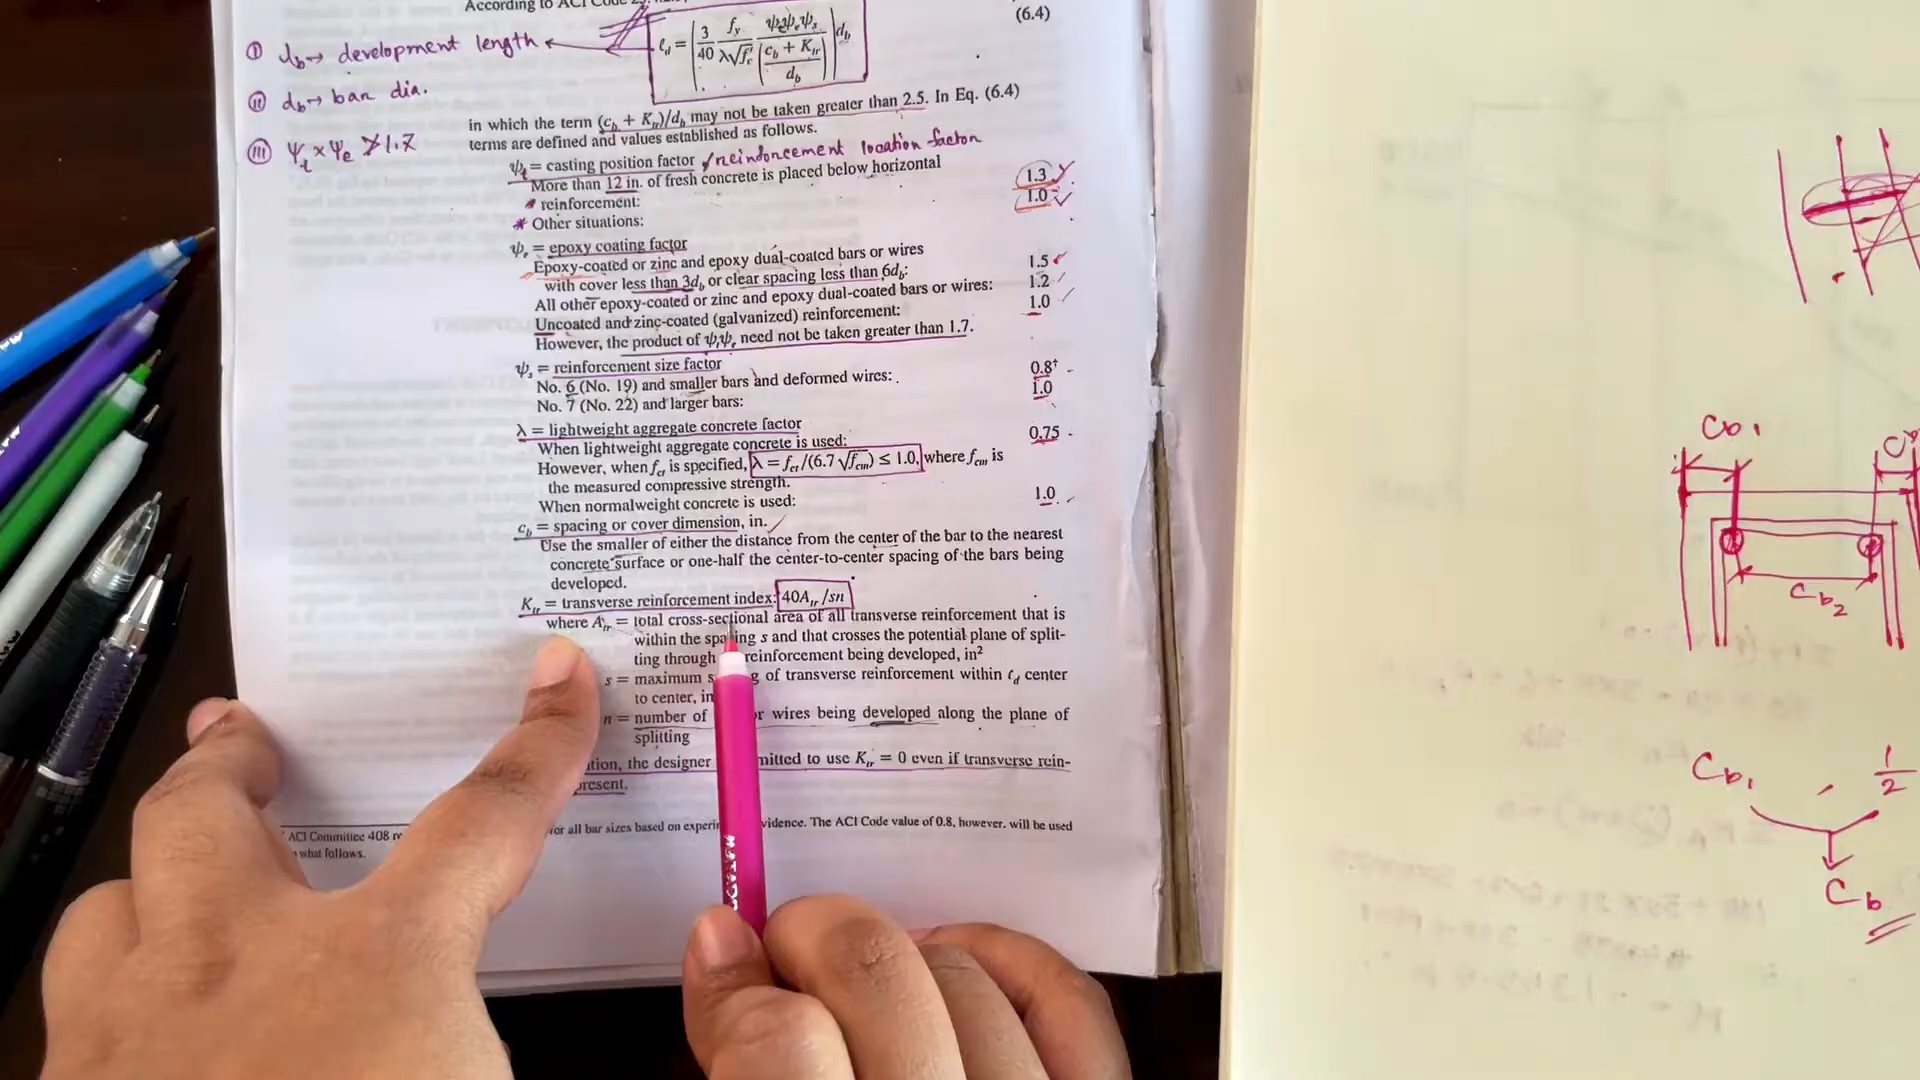 According to ACI Code
(6.4)
ℓd = (3/40 fy/λ√f'c ψtψeψs/((cb + Ktr)/db)) db
① lb → development length
② db → bar dia.
③ ψt × ψe ≯ 1.7
in which the term (cb + Ktr)/db may not be taken greater than 2.5. In Eq. (6.4)
terms are defined and values established as follows.
ψt = casting position factor / reinforcement location factor
More than 12 in. of fresh concrete is placed below horizontal
reinforcement: 1.3
* Other situations: 1.0
ψe = epoxy coating factor
Epoxy-coated or zinc and epoxy dual-coated bars or wires
with cover less than 3db or clear spacing less than 6db: 1.5
All other epoxy-coated or zinc and epoxy dual-coated bars or wires: 1.2
Uncoated and zinc-coated (galvanized) reinforcement: 1.0
However, the product of ψtψe need not be taken greater than 1.7.
ψs = reinforcement size factor
No. 6 (No. 19) and smaller bars and deformed wires: 0.8†
No. 7 (No. 22) and larger bars: 1.0
λ = lightweight aggregate concrete factor
When lightweight aggregate concrete is used: 0.75
However, when fct is specified, λ = fct/(6.7 √fcm) ≤ 1.0, where fcm is
the measured compressive strength.
When normalweight concrete is used: 1.0
cb = spacing or cover dimension, in.
Use the smaller of either the distance from the center of the bar to the nearest
concrete surface or one-half the center-to-center spacing of the bars being
developed.
Ktr = transverse reinforcement index: 40Atr/sn
where Atr = total cross-sectional area of all transverse reinforcement that is
within the spacing s and that crosses the potential plane of split-
ting through reinforcement being developed, in²
s = maximum g of transverse reinforcement within ℓd center
to center, in
n = number of or wires being developed along the plane of
splitting
the designer mitted to use Ktr = 0 even if transverse rein-
present.
ACI Committee 408 for all bar sizes based on vidence. The ACI Code value of 0.8, however, will be used
what follows.
Cb1
Cb2
Cb1 1/2
Cb